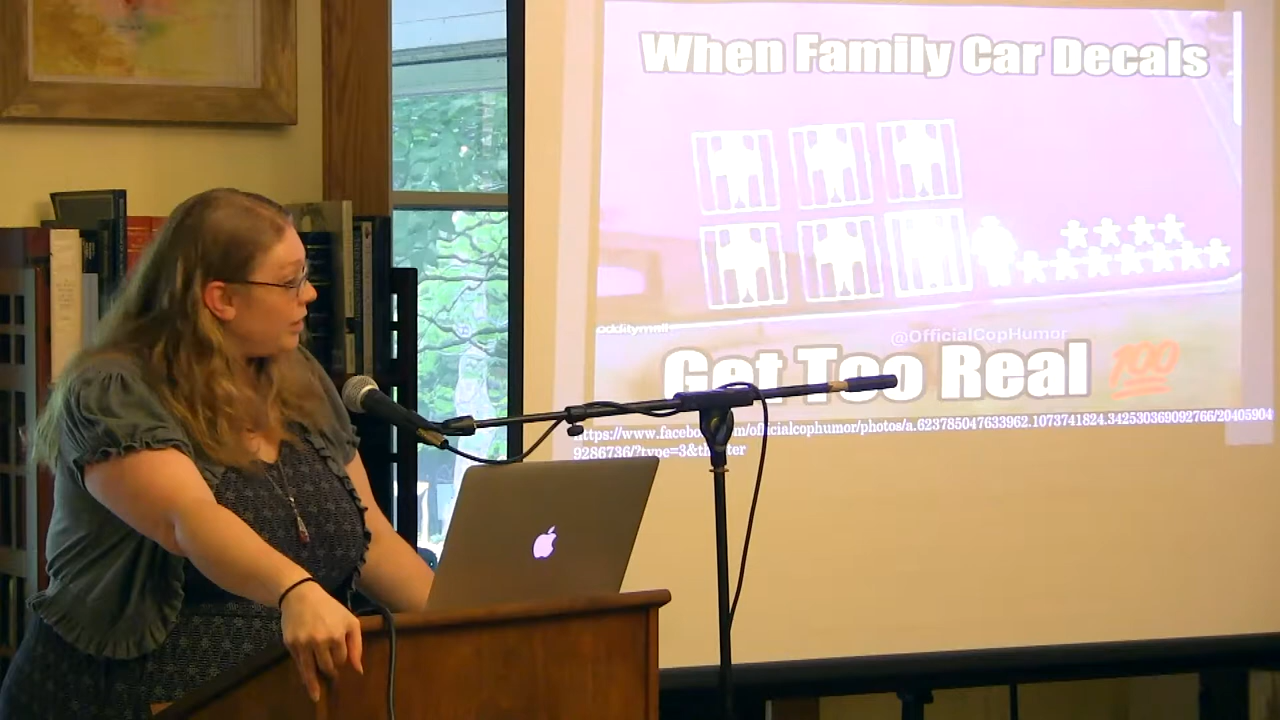 When Family Car Decals
odditymall
@OfficialCopHumor
Get Too Real 💯
https://www.facebook.com/officialcophumor/photos/a.623785047633962.1073741824.342530369092766/20405904
9286736/?type=3&theater